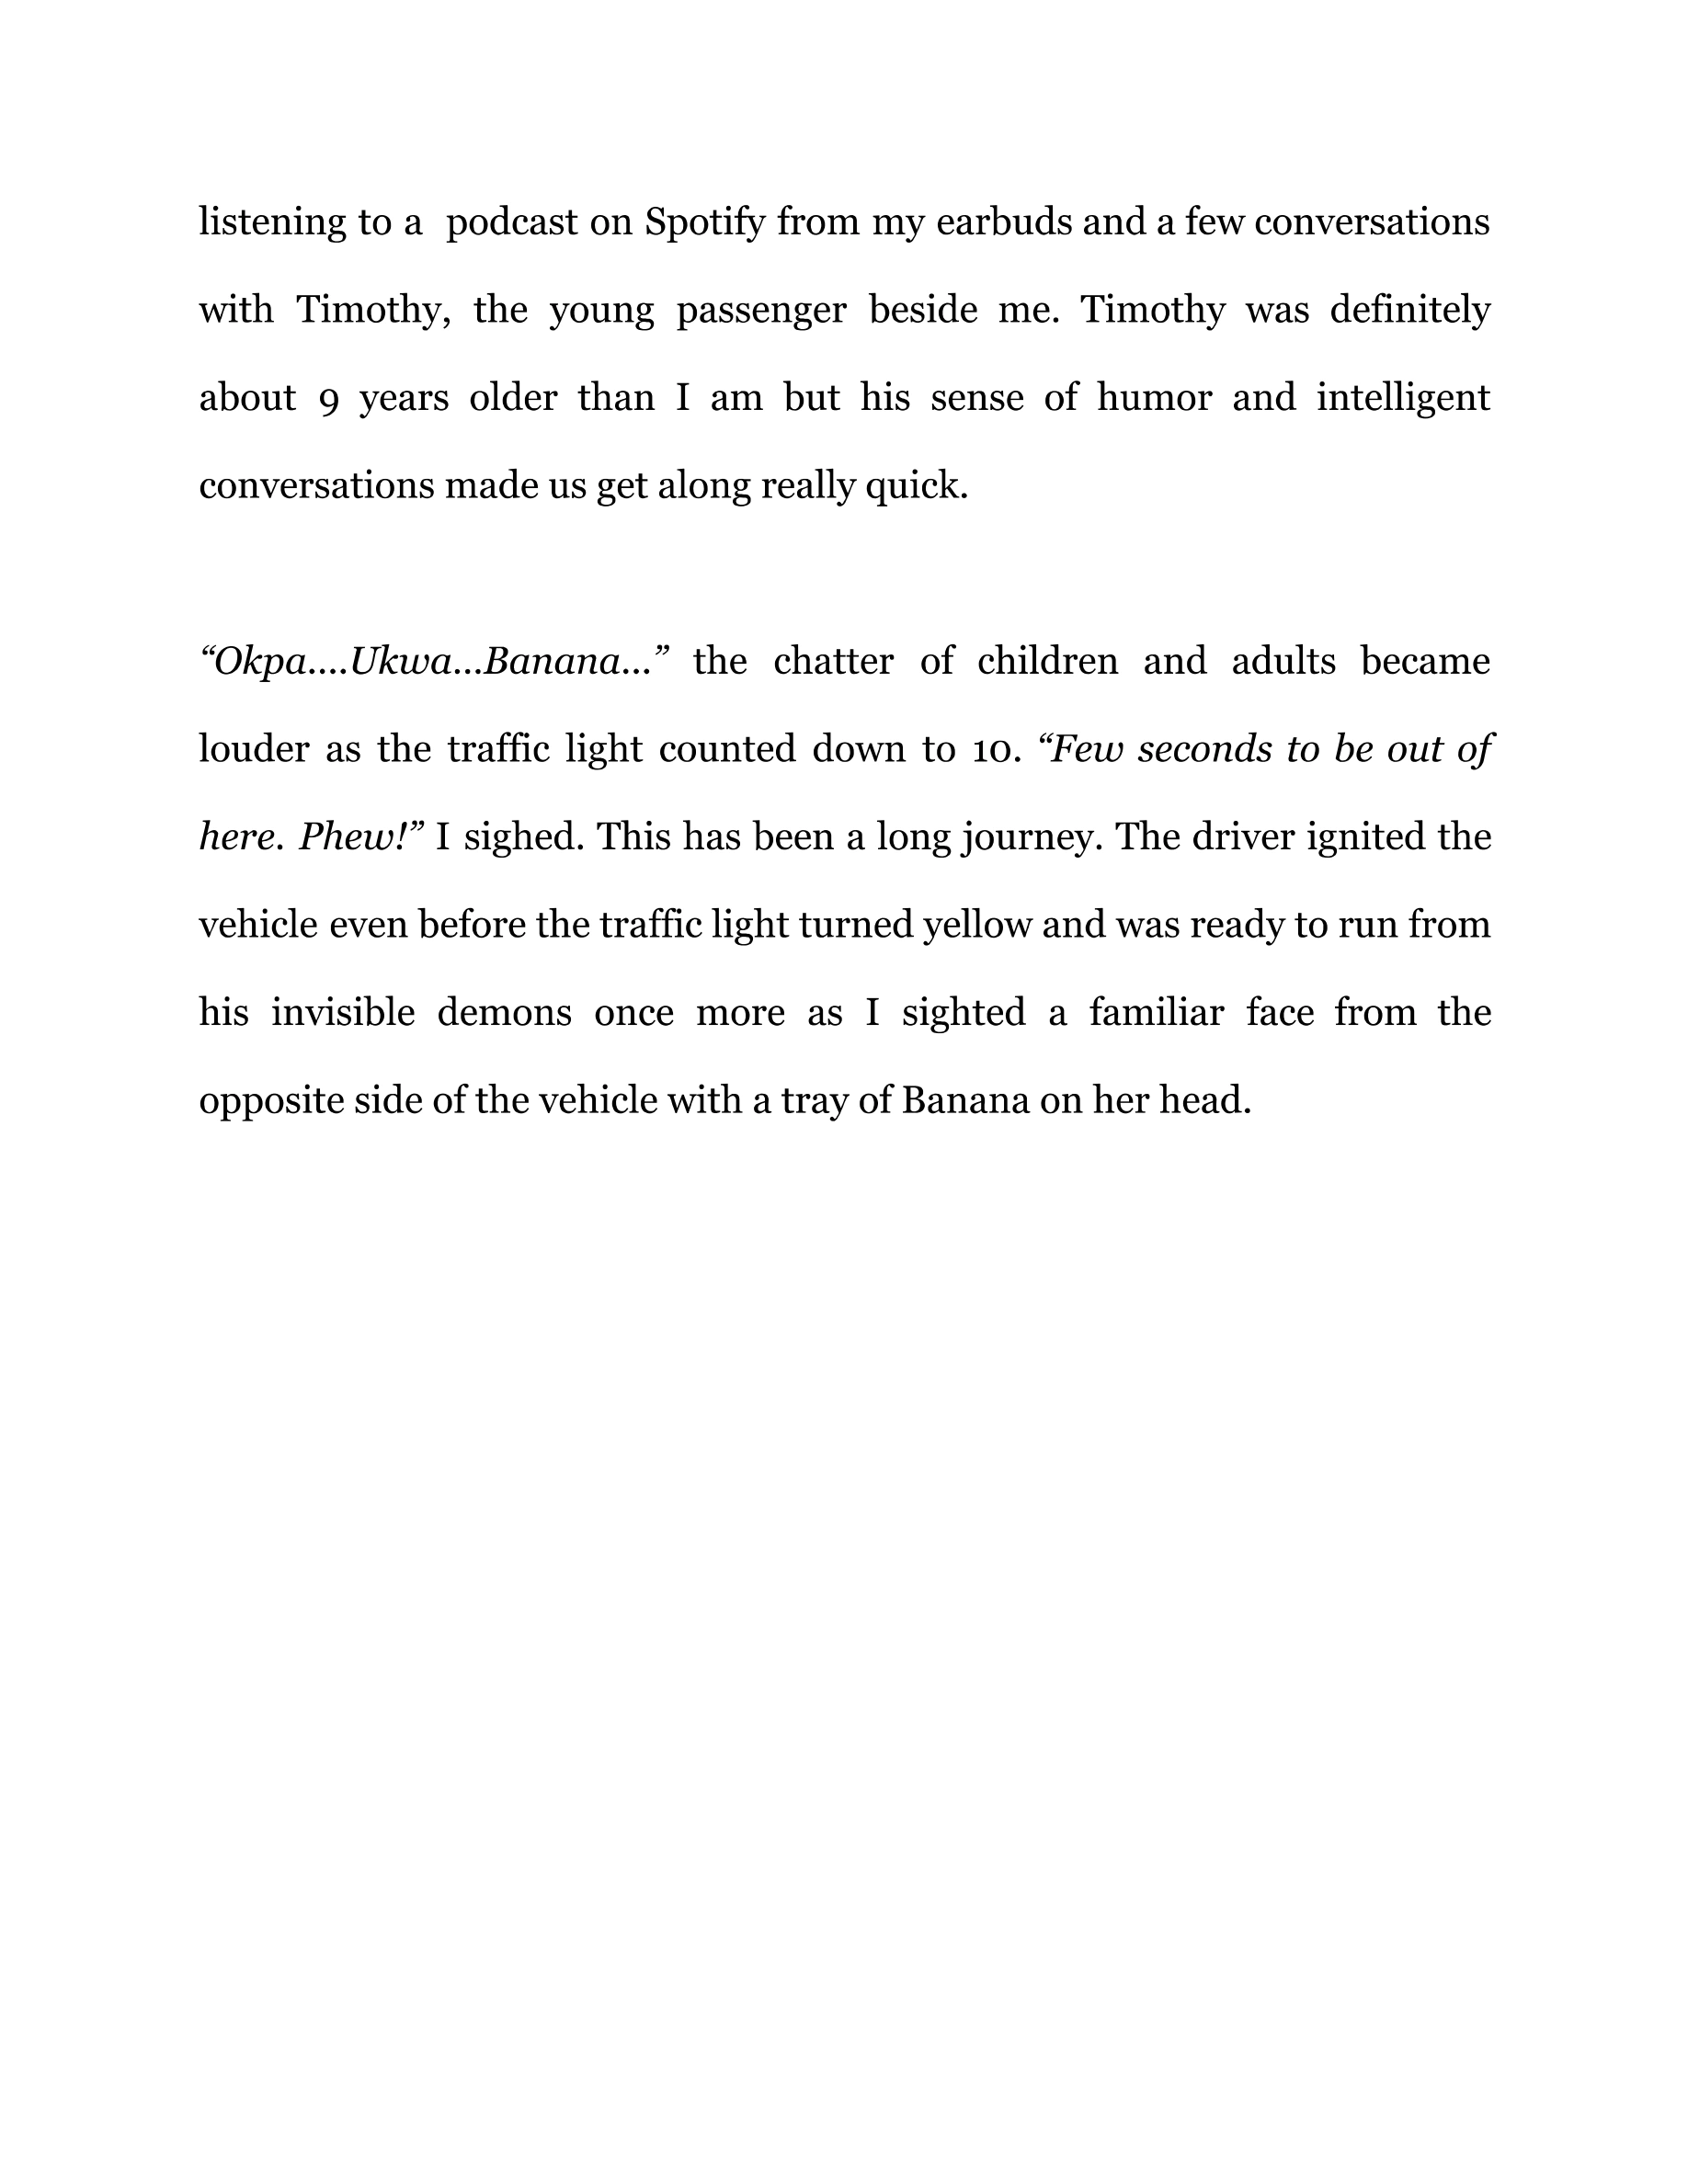 listening to a  podcast on Spotify from my earbuds and a few conversations
with Timothy, the young passenger beside me. Timothy was definitely
about 9 years older than I am but his sense of humor and intelligent
conversations made us get along really quick.
“Okpa....Ukwa...Banana...” the chatter of children and adults became
louder as the traffic light counted down to 10. “Few seconds to be out of
here. Phew!” I sighed. This has been a long journey. The driver ignited the
vehicle even before the traffic light turned yellow and was ready to run from
his invisible demons once more as I sighted a familiar face from the
opposite side of the vehicle with a tray of Banana on her head.